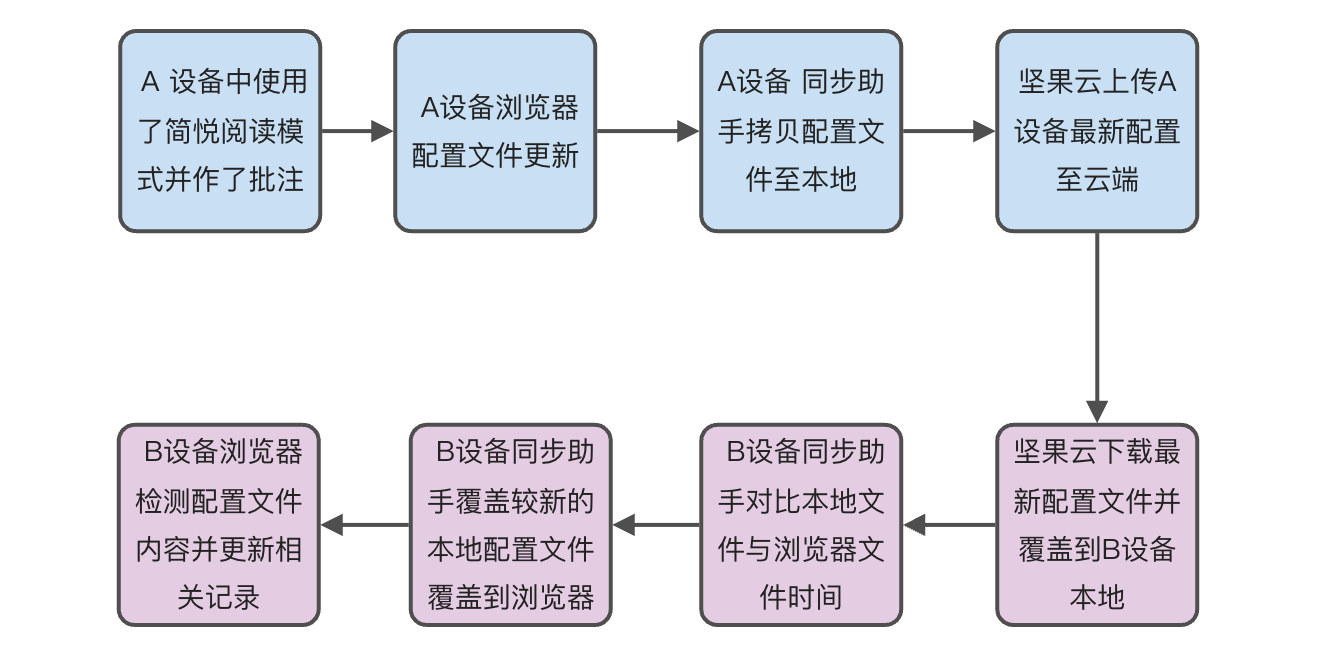 A 设备中使用
了简悦阅读模
式并作了批注
A设备浏览器
配置文件更新
A设备 同步助
手拷贝配置文
件至本地
坚果云上传A
设备最新配置
至云端
坚果云下载最
新配置文件并
覆盖到B设备
本地
B设备同步助
手对比本地文
件与浏览器文
件时间
B设备同步助
手覆盖较新的
本地配置文件
覆盖到浏览器
B设备浏览器
检测配置文件
内容并更新相
关记录